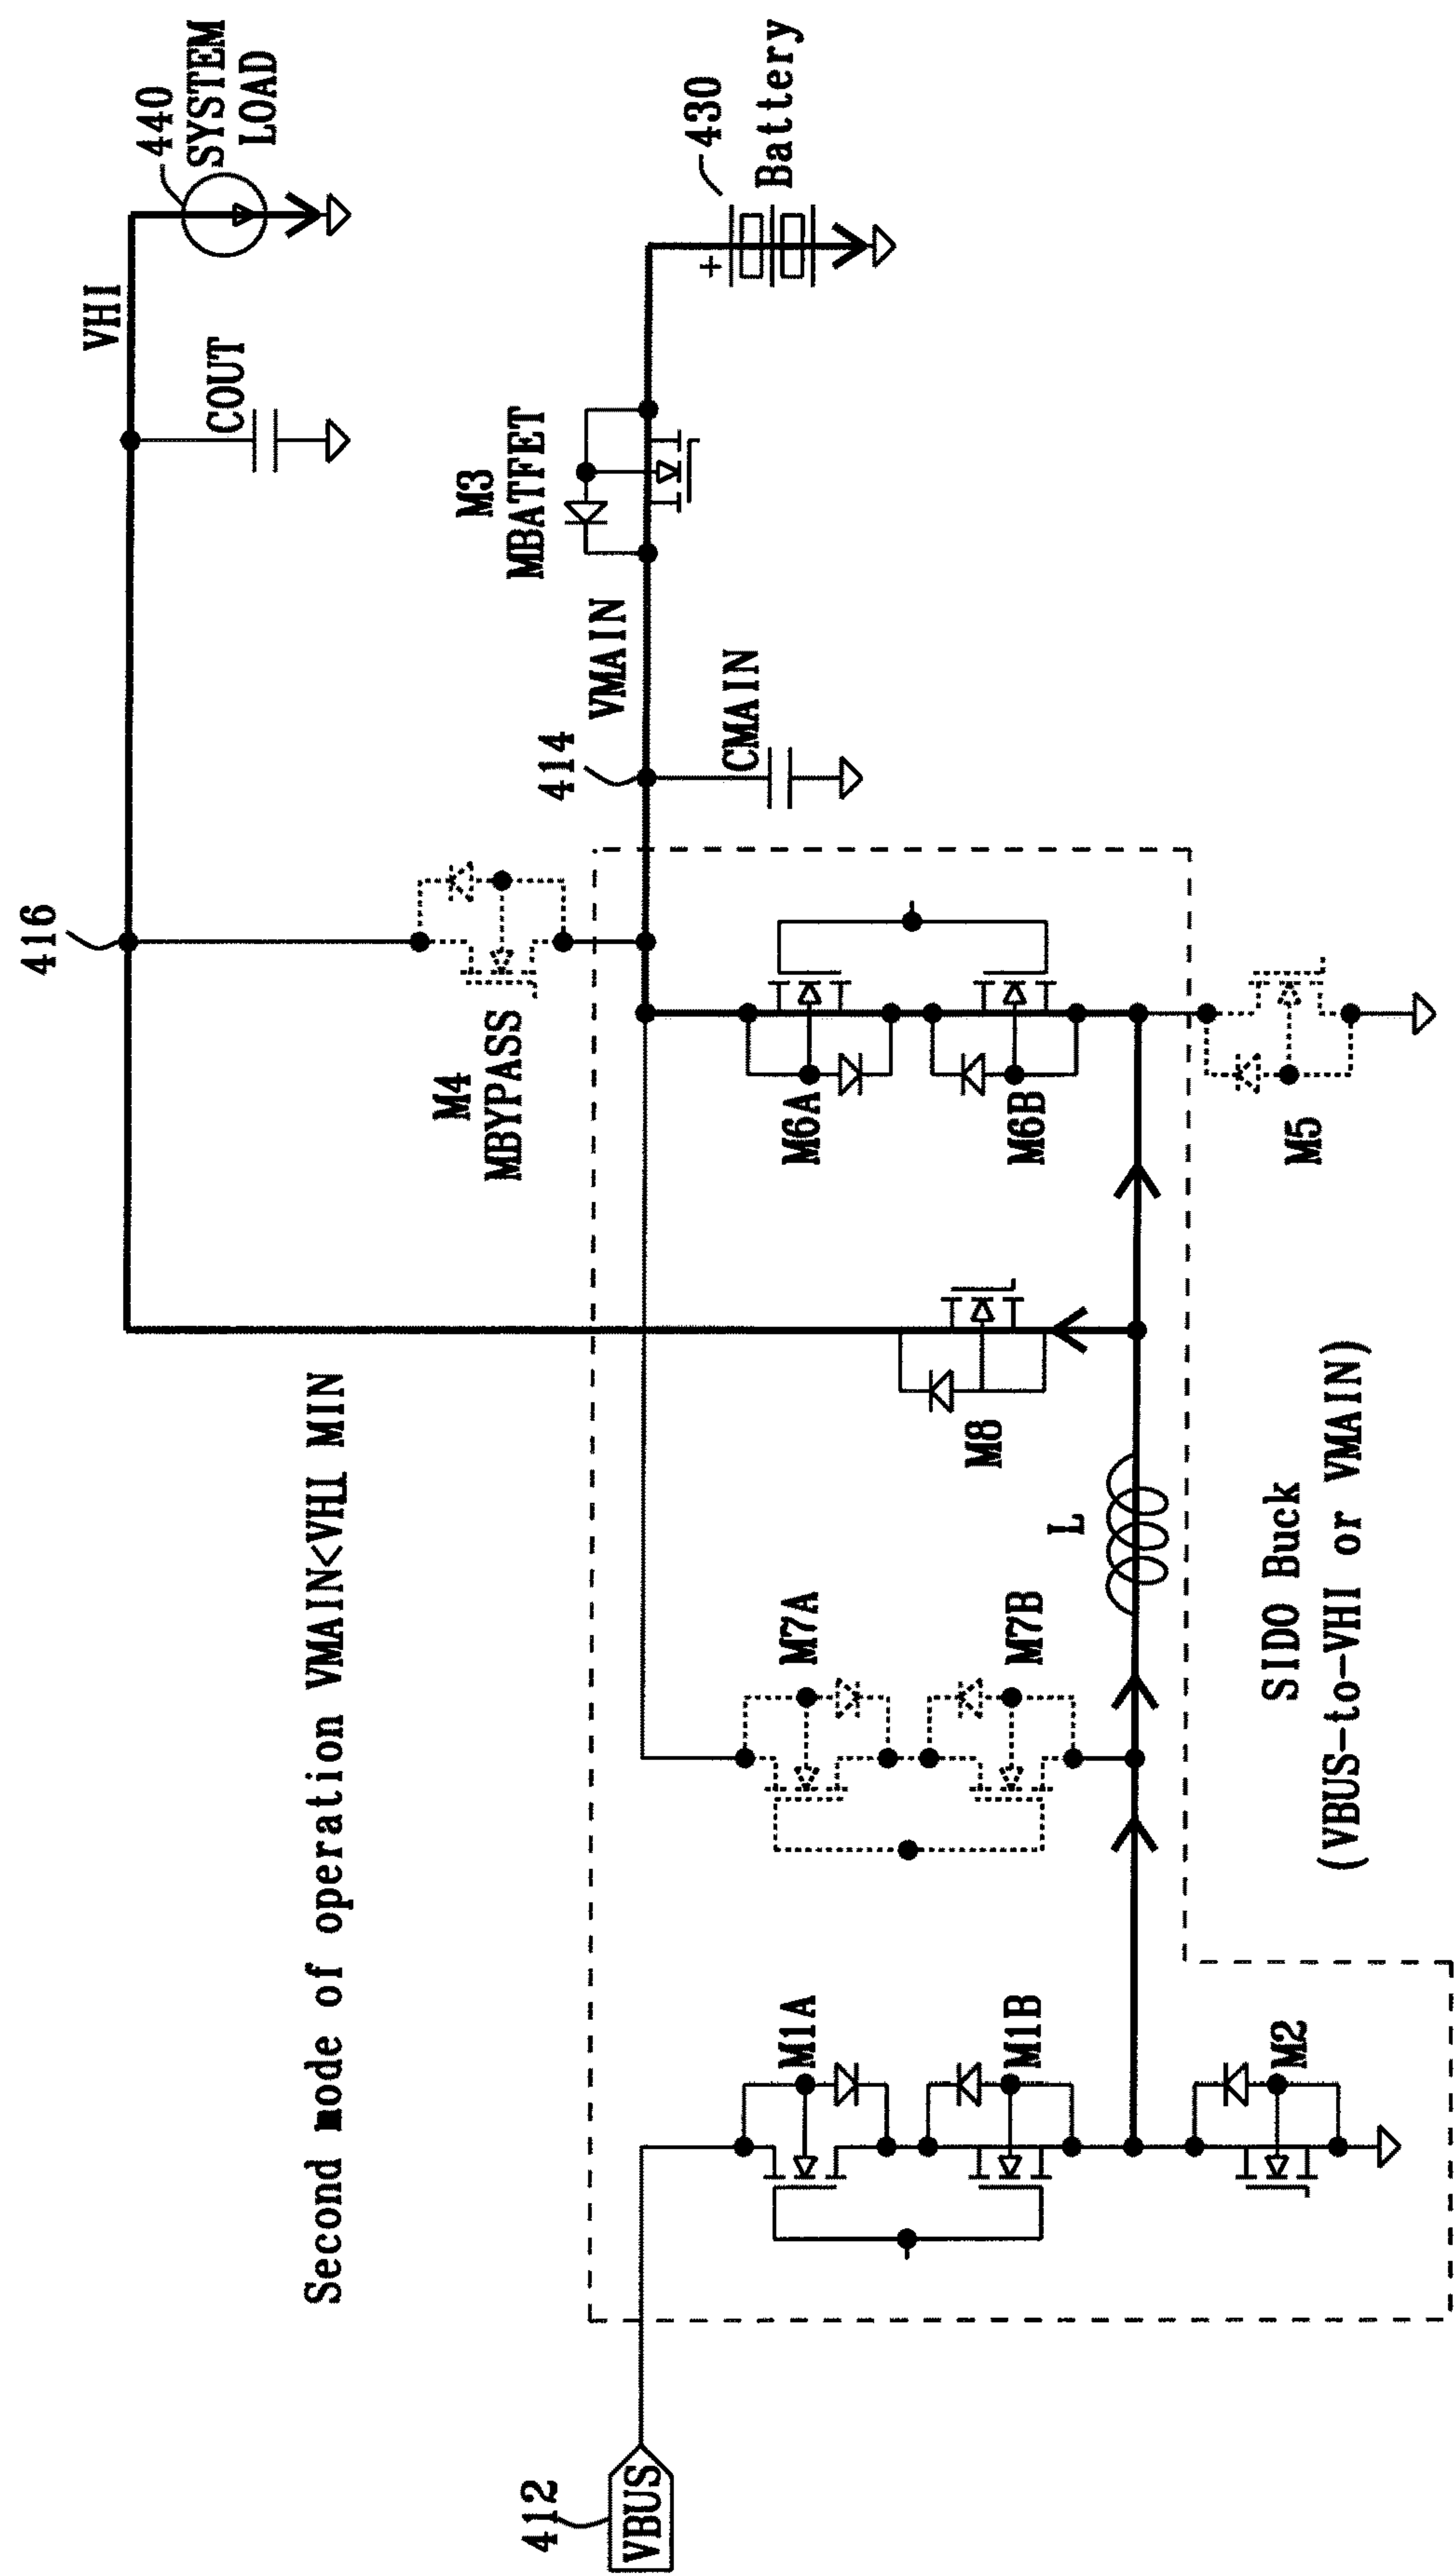 416
VHI
440
SYSTEM
LOAD
COUT
Second mode of operation VMAIN<VHI MIN
M4
MBYPASS
M3
MBATFET
414
VMAIN
430
Battery
+
CMAIN
412
VBUS
M1A
M7A
M6A
M8
M1B
M7B
M6B
L
M2
M5
SIDO Buck
(VBUS-to-VHI or VMAIN)